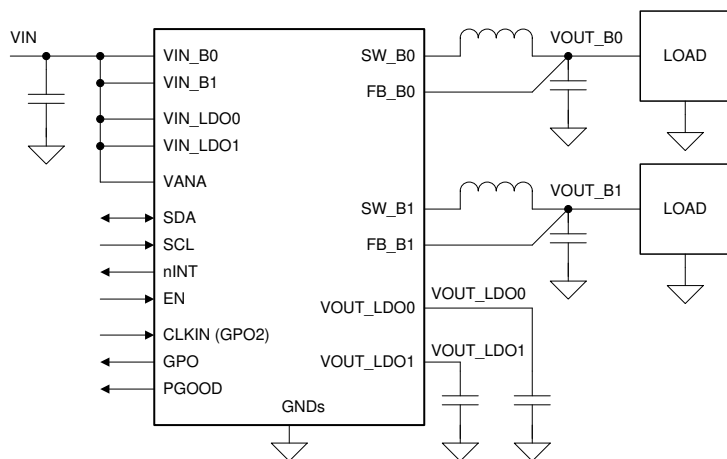 VIN
VIN_B0
VIN_B1
VIN_LDO0
VIN_LDO1
VANA
SDA
SCL
nINT
EN
CLKIN (GPO2)
GPO
PGOOD
GNDs
SW_B0
FB_B0
SW_B1
FB_B1
VOUT_LDO0
VOUT_LDO1
VOUT_B0
LOAD
VOUT_B1
LOAD
VOUT_LDO0
VOUT_LDO1